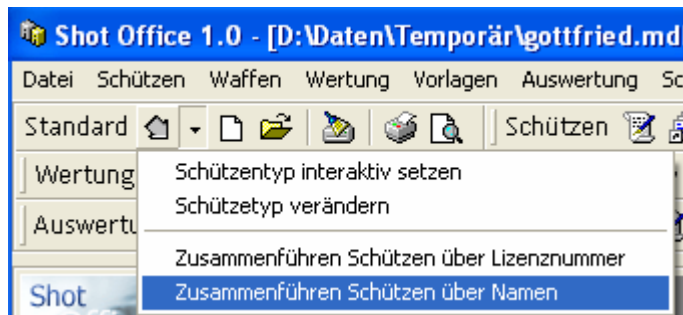 Shot Office 1.0 - [D:\Daten\Temporär\gottfried.md
Datei Schützen Waffen Wertung Vorlagen Auswertung
Standard Schützen
Wertung
Schützentyp interaktiv setzen
Schützetyp verändern
Zusammenführen Schützen über Lizenznummer
Zusammenführen Schützen über Namen
Shot